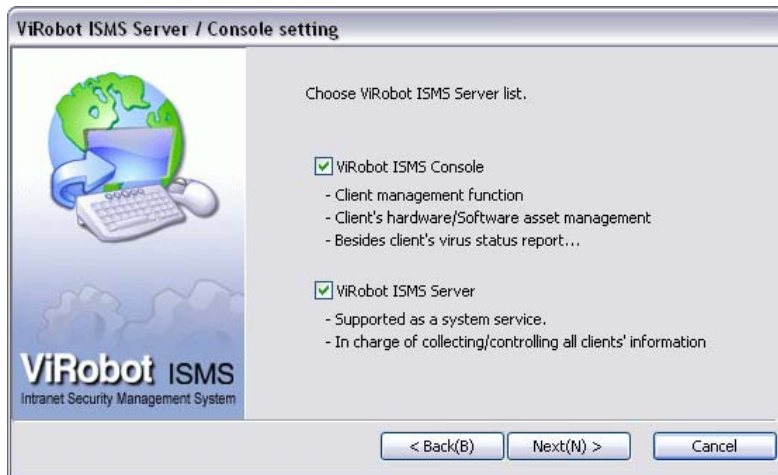 ViRobot ISMS Server / Console setting
Choose ViRobot ISMS Server list.
ViRobot ISMS Console
- Client management function
- Client's hardware/Software asset management
- Besides client's virus status report...
ViRobot ISMS Server
- Supported as a system service.
- In charge of collecting/controlling all clients' information
ViRobot ISMS
Intranet Security Management System
< Back(B)
Next(N) >
Cancel